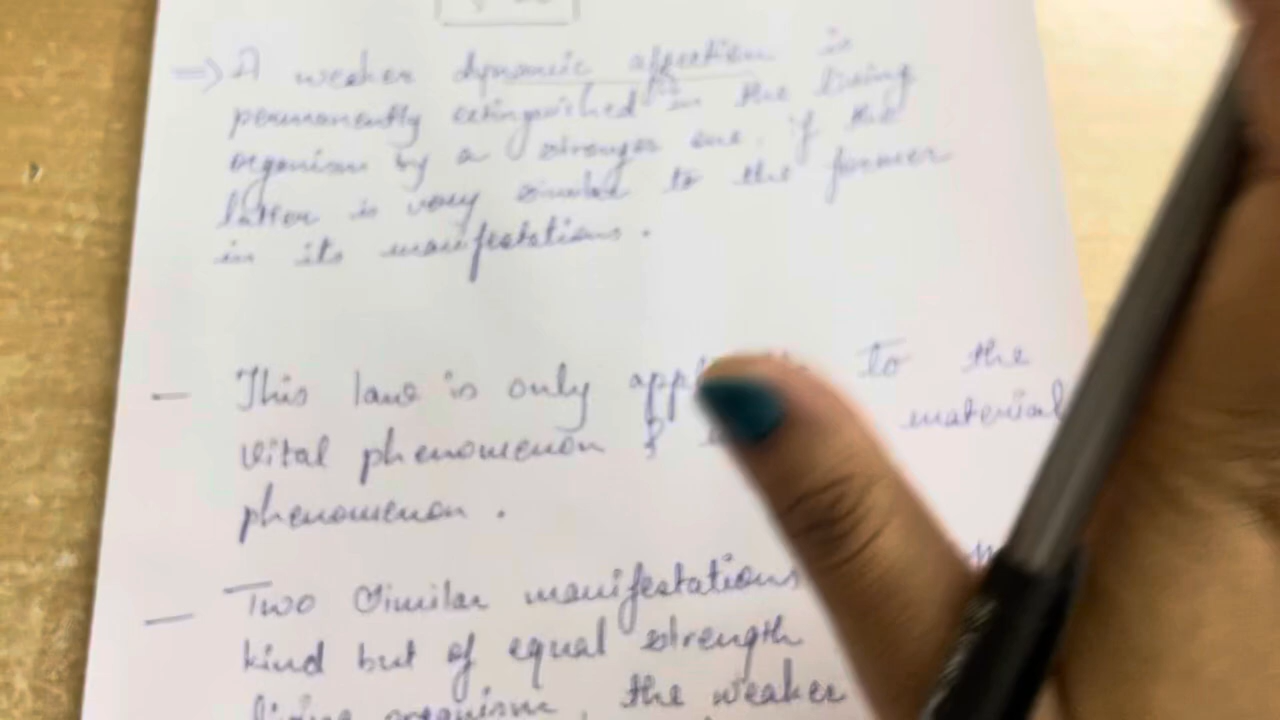 ⇒ A weaker dynamic affection is
permanently extinguished in the living
organism by a stronger one, if the
latter is very similar to the former
in its manifestations.
- This law is only to the
vital phenomenon & material
phenomenon.
- Two similar manifestations
kind but of equal strength
living organism, the weaker